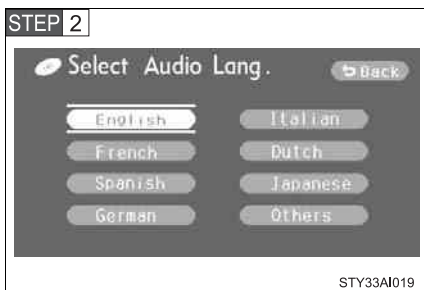 STEP 2
Select Audio Lang.
Back
English Italian
French Dutch
Spanish Japanese
German Others
STY33AI019